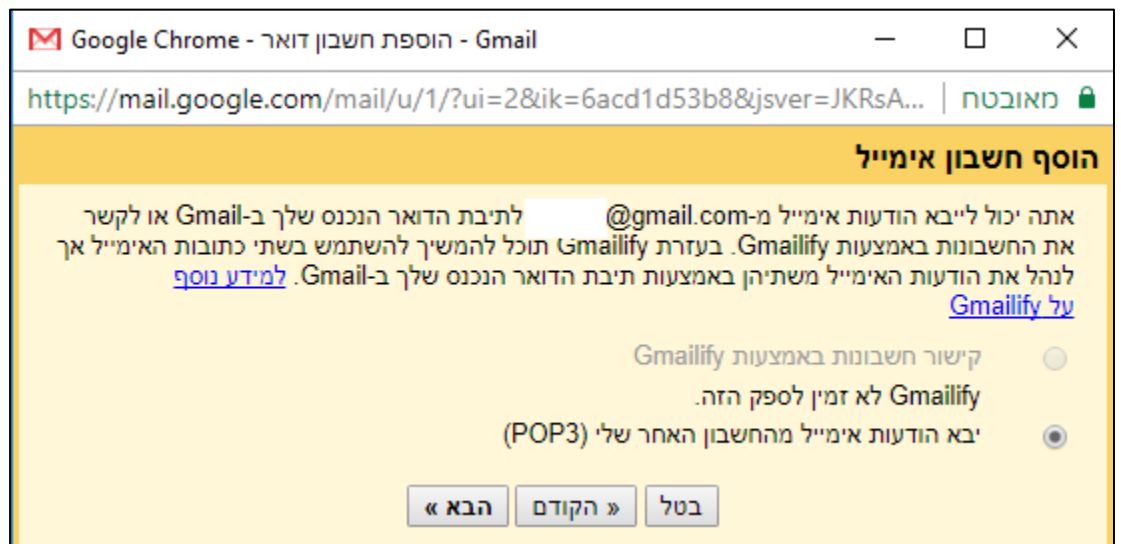 Google Chrome - הוספת חשבון דואר - Gmail
https://mail.google.com/mail/u/1/?ui=2&ik=6acd1d53b8&jsver=JKRsA... | מאובטח
הוסף חשבון אימייל
אתה יכול לייבא הודעות אימייל מ-@gmail.com לתיבת הדואר הנכנס שלך ב-Gmail או לקשר
את החשבונות באמצעות Gmailify. בעזרת Gmailify תוכל להמשיך להשתמש בשתי כתובות האימייל אך
לנהל את הודעות האימייל משתיהן באמצעות תיבת הדואר הנכנס שלך ב-Gmail. למידע נוסף
על Gmailify
קישור חשבונות באמצעות Gmailify
Gmailify לא זמין לספק הזה.
יבא הודעות אימייל מהחשבון האחר שלי (POP3)
בטל « הקודם הבא »